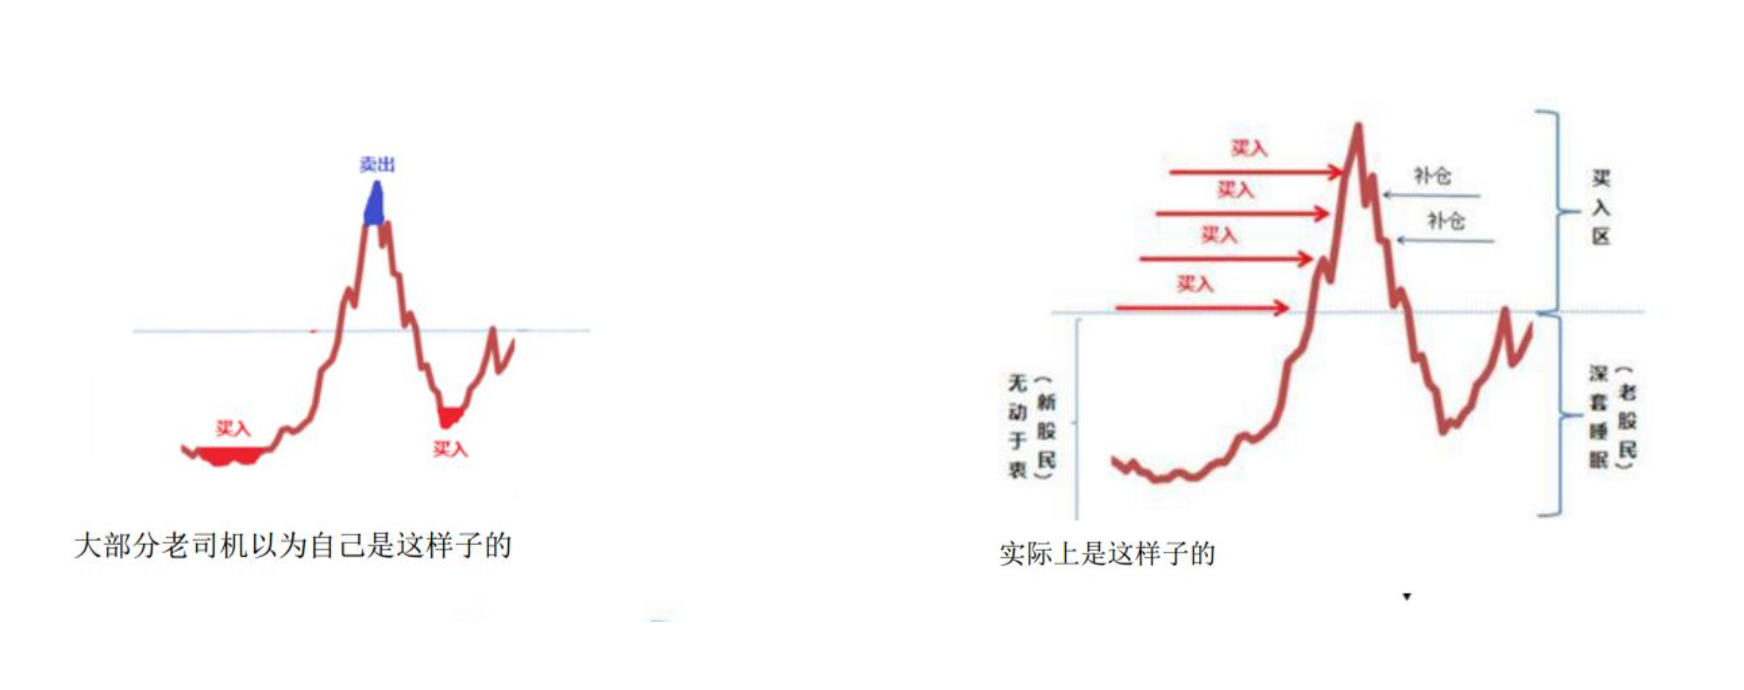 卖出
买入
买入
大部分老司机以为自己是这样子的
买入
买入
买入
买入
补仓
补仓
买入区
无动于衷
（新股民）
深套睡眠
（老股民）
实际上是这样子的